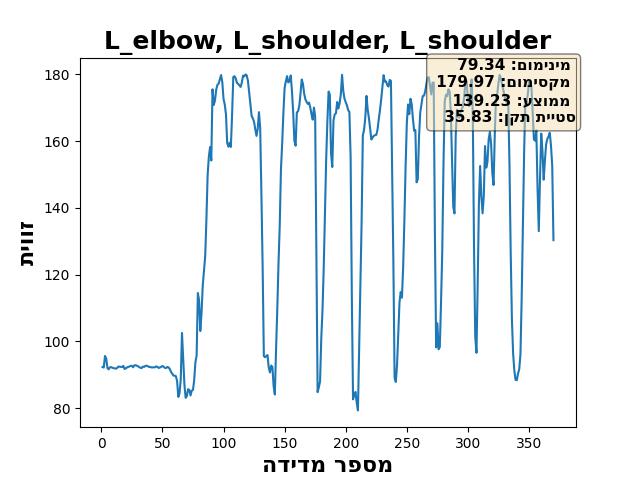 L_elbow, L_shoulder, L_shoulder
מינימום: 79.34
מקסימום: 179.97
ממוצע: 139.23
סטיית תקן: 35.83
180
160
140
120
100
80
זווית
0 50 100 150 200 250 300 350
מספר מדידה